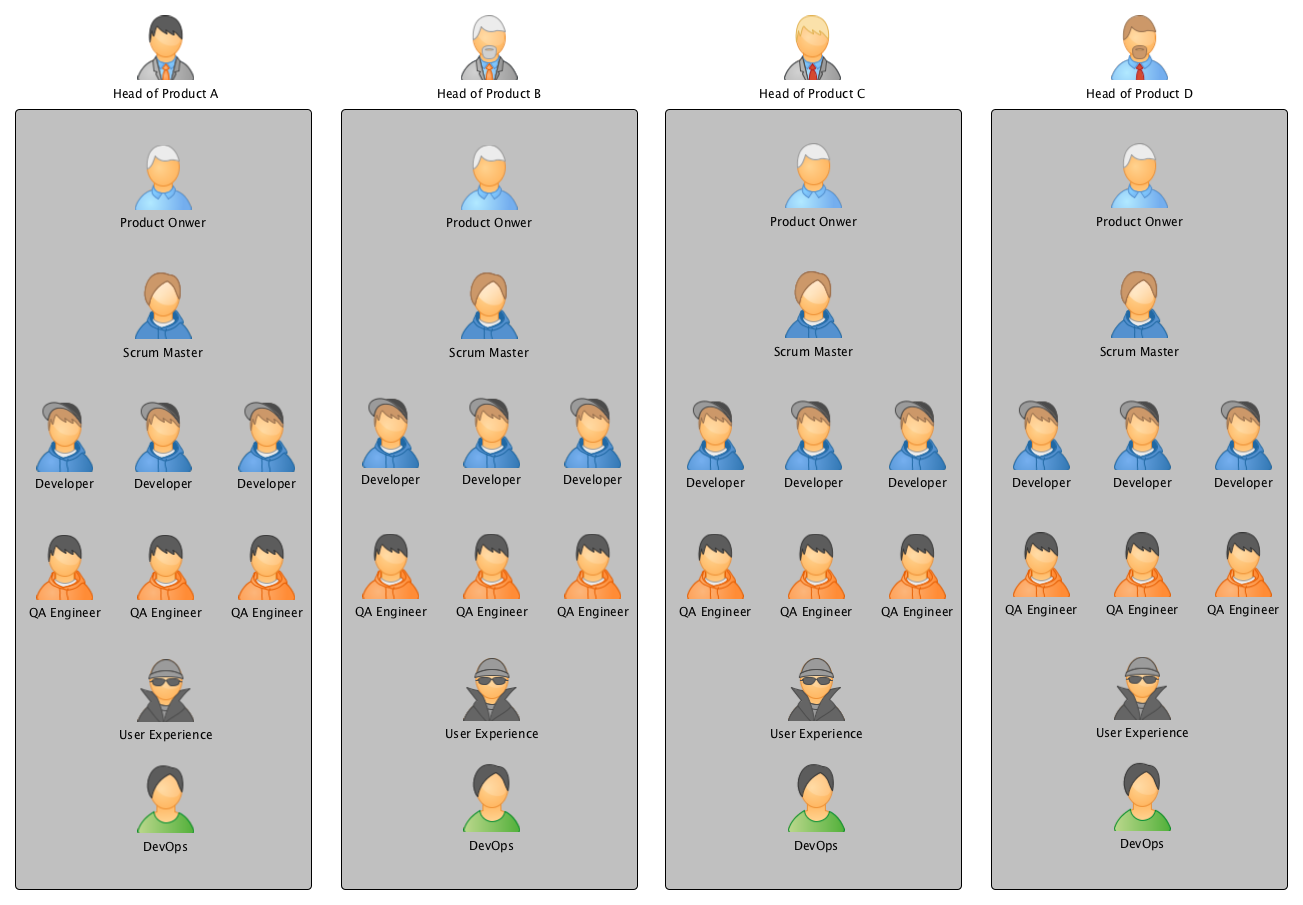 Head of Product A
Head of Product B
Head of Product C
Head of Product D
Product Onwer
Product Onwer
Product Onwer
Product Onwer
Scrum Master
Scrum Master
Scrum Master
Scrum Master
Developer
Developer
Developer
Developer
Developer
Developer
Developer
Developer
Developer
Developer
Developer
Developer
QA Engineer
QA Engineer
QA Engineer
QA Engineer
QA Engineer
QA Engineer
QA Engineer
QA Engineer
QA Engineer
QA Engineer
QA Engineer
QA Engineer
User Experience
User Experience
User Experience
User Experience
DevOps
DevOps
DevOps
DevOps